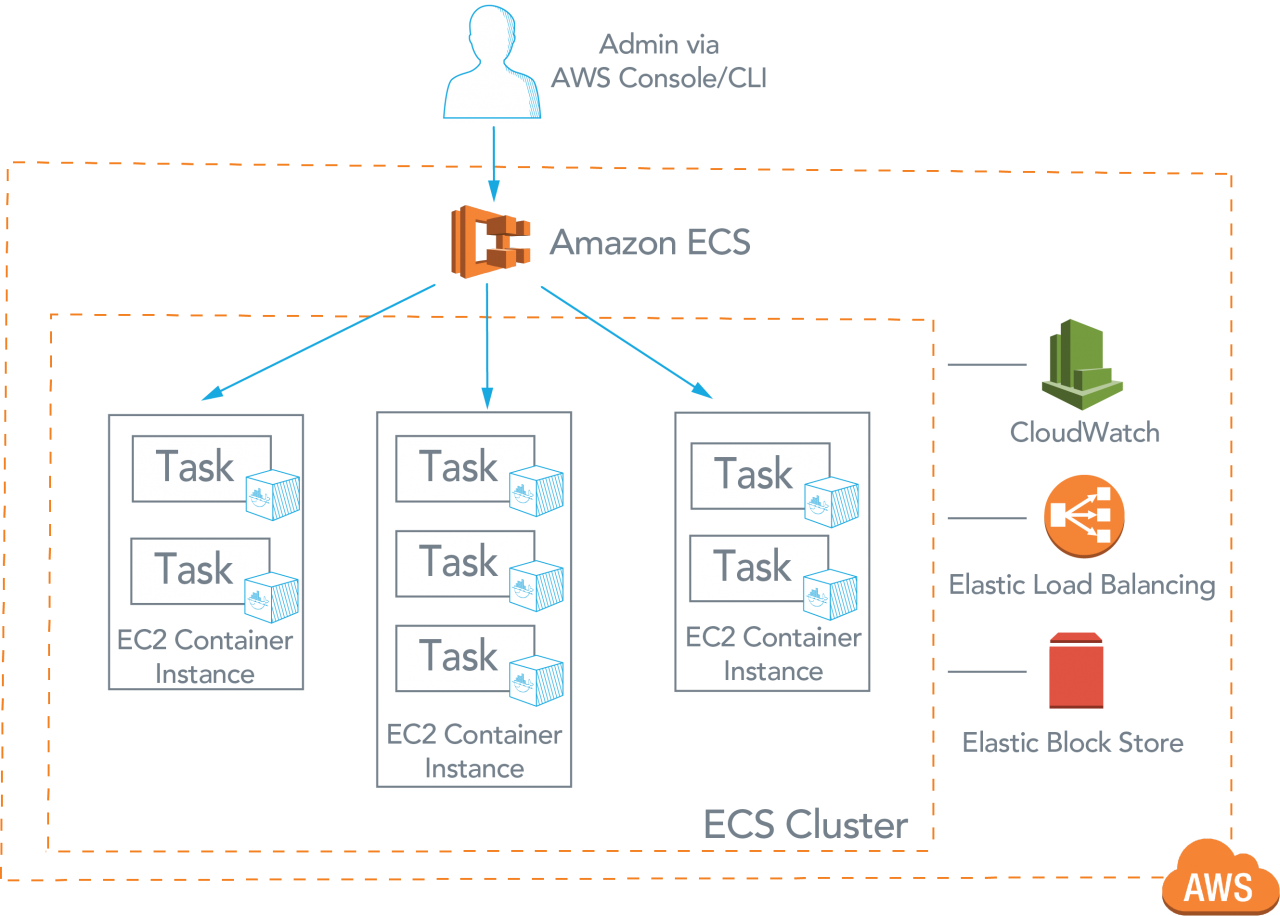 Admin via
AWS Console/CLI
Amazon ECS
Task
Task
EC2 Container
Instance
Task
Task
Task
EC2 Container
Instance
Task
Task
EC2 Container
Instance
ECS Cluster
CloudWatch
Elastic Load Balancing
Elastic Block Store
AWS